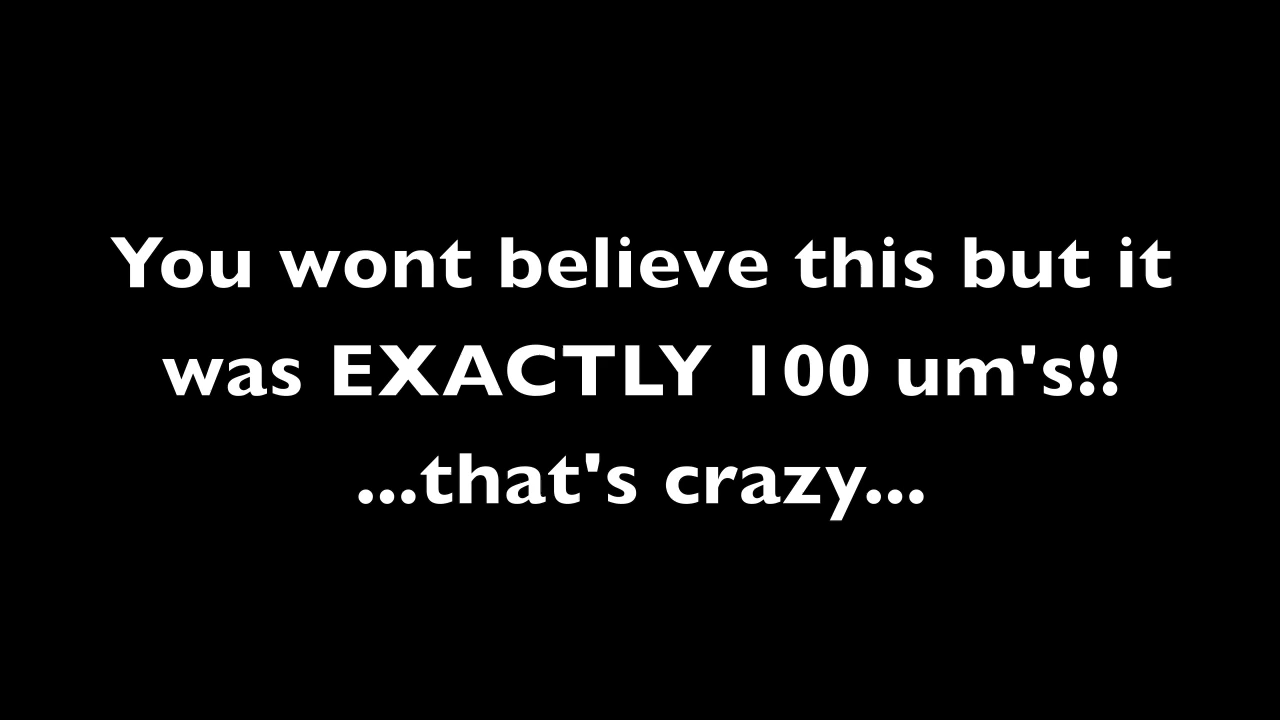 You wont believe this but it
was EXACTLY 100 um's!!
...that's crazy...